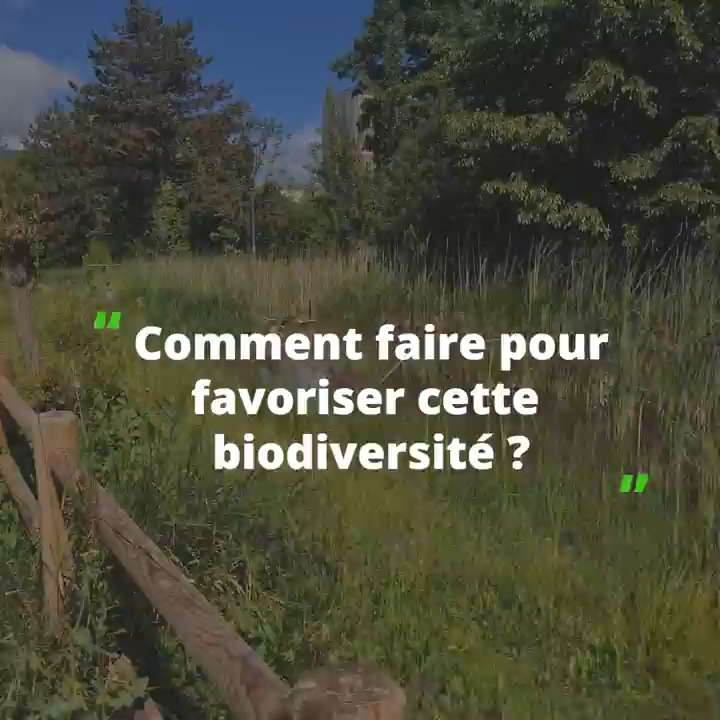 " Comment faire pour
favoriser cette
biodiversité ? "